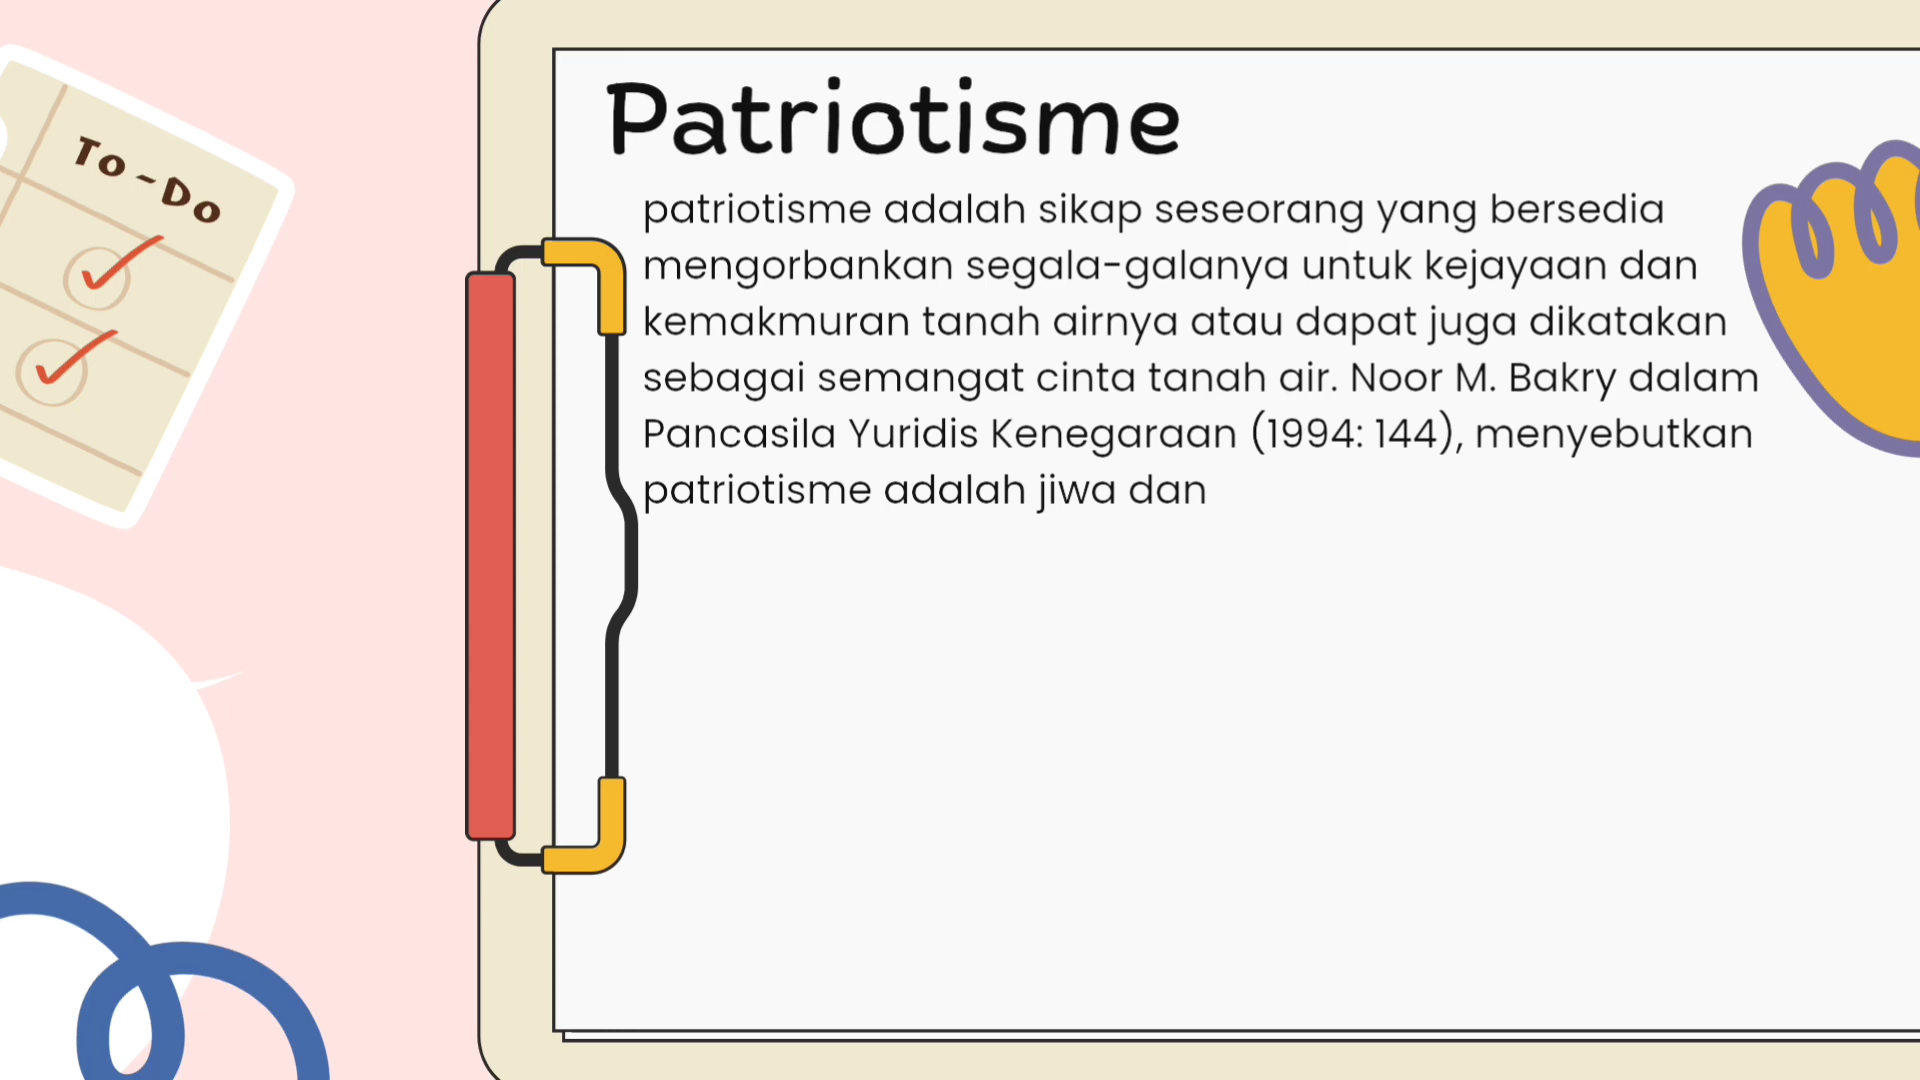 To-Do
Patriotisme
patriotisme adalah sikap seseorang yang bersedia
mengorbankan segala-galanya untuk kejayaan dan
kemakmuran tanah airnya atau dapat juga dikatakan
sebagai semangat cinta tanah air. Noor M. Bakry dalam
Pancasila Yuridis Kenegaraan (1994: 144), menyebutkan
patriotisme adalah jiwa dan